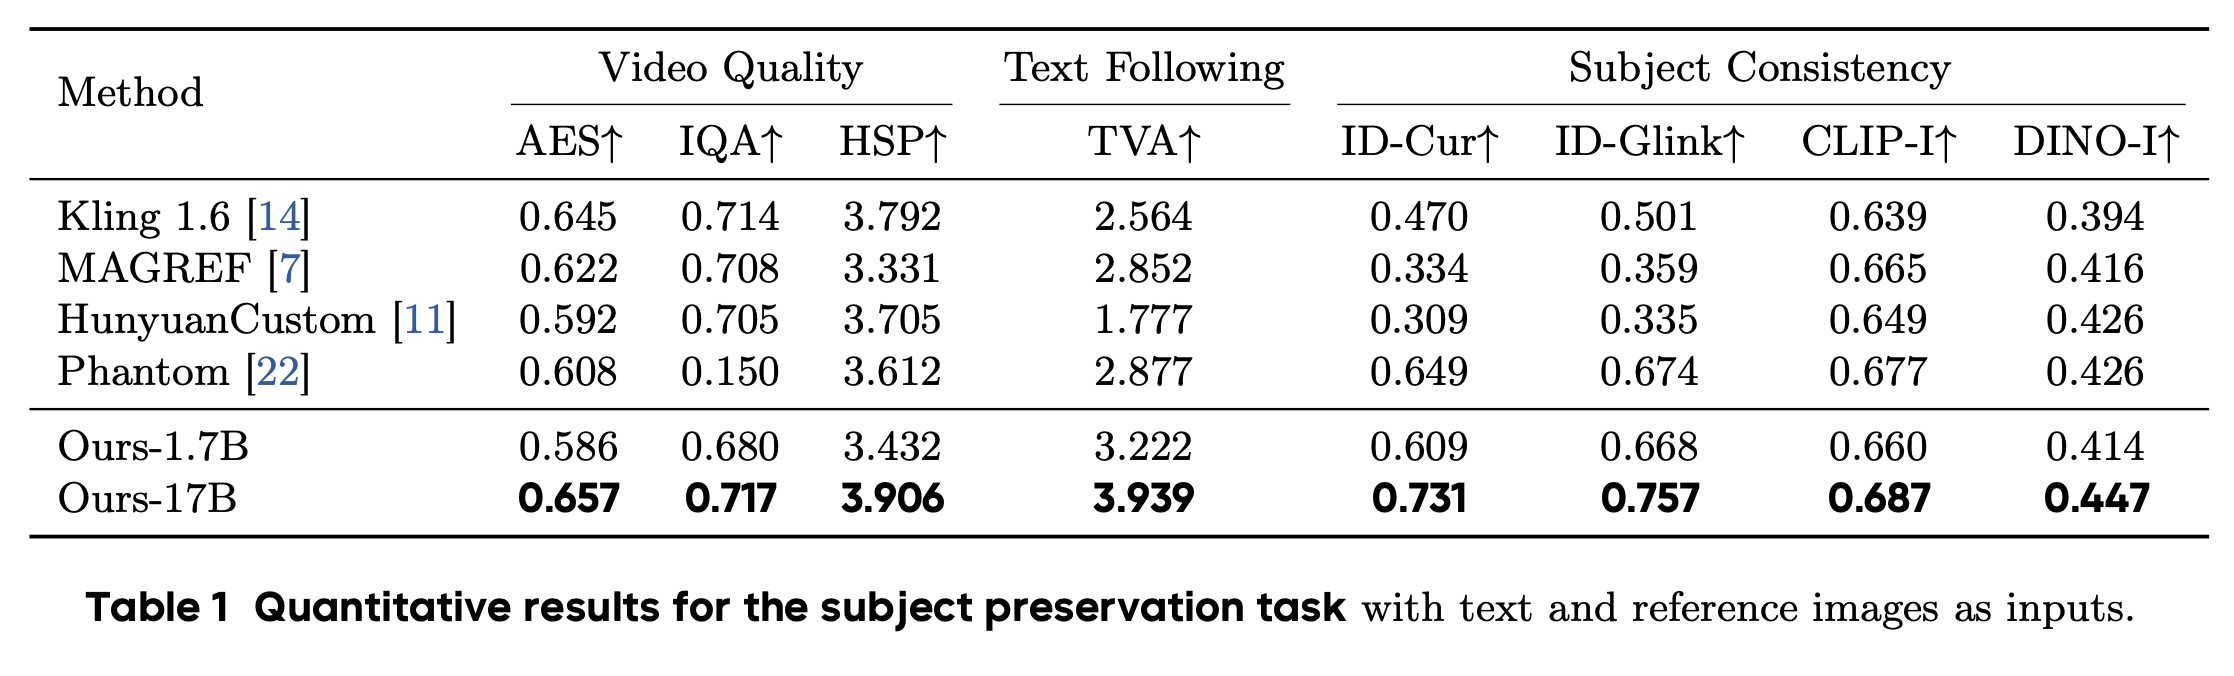 Method Video Quality Text Following Subject Consistency
AES↑ IQA↑ HSP↑ TVA↑ ID-Cur↑ ID-Glink↑ CLIP-I↑ DINO-I↑
Kling 1.6 [14] 0.645 0.714 3.792 2.564 0.470 0.501 0.639 0.394
MAGREF [7] 0.622 0.708 3.331 2.852 0.334 0.359 0.665 0.416
HunyuanCustom [11] 0.592 0.705 3.705 1.777 0.309 0.335 0.649 0.426
Phantom [22] 0.608 0.150 3.612 2.877 0.649 0.674 0.677 0.426
Ours-1.7B 0.586 0.680 3.432 3.222 0.609 0.668 0.660 0.414
Ours-17B 0.657 0.717 3.906 3.939 0.731 0.757 0.687 0.447
Table 1 Quantitative results for the subject preservation task with text and reference images as inputs.